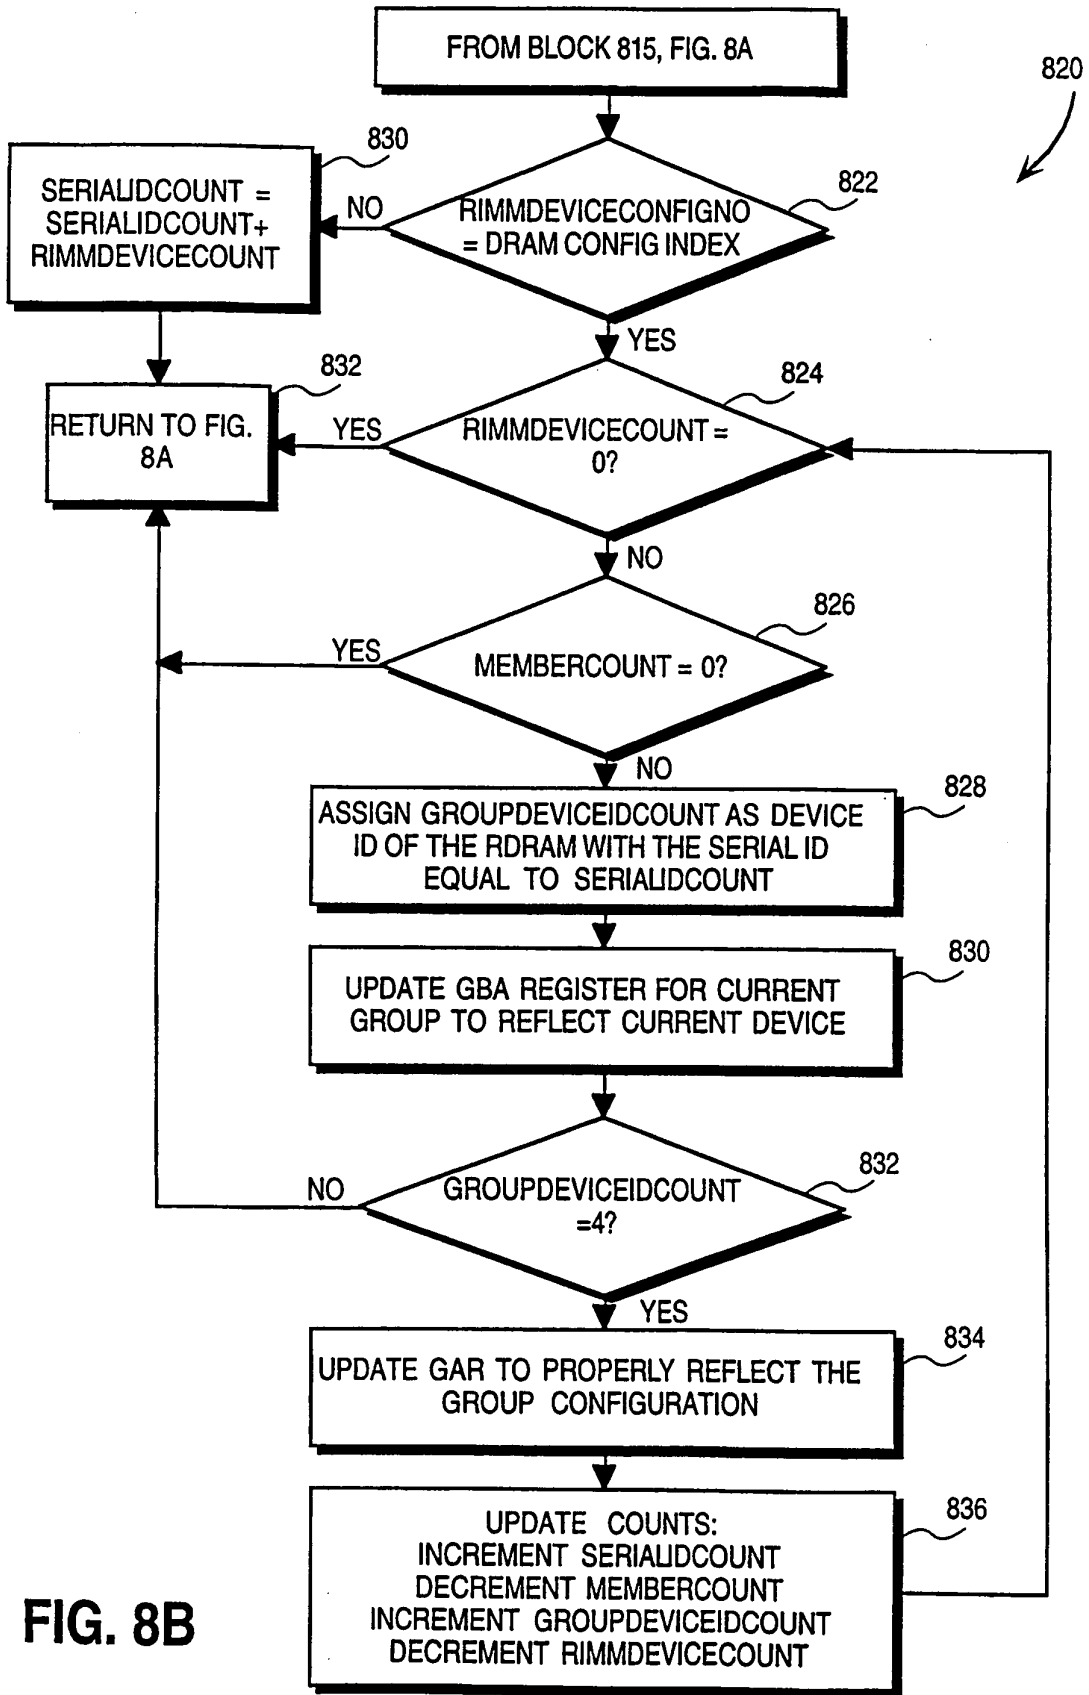 FROM BLOCK 815, FIG. 8A
820
830
SERIALIDCOUNT =
SERIALIDCOUNT+
RIMMDEVICECOUNT
NO
822
RIMMDEVICECONFIGNO
= DRAM CONFIG INDEX
YES
832
RETURN TO FIG.
8A
YES
824
RIMMDEVICECOUNT =
0?
NO
826
YES
MEMBERCOUNT = 0?
NO
828
ASSIGN GROUPDEVICEIDCOUNT AS DEVICE
ID OF THE RDRAM WITH THE SERIAL ID
EQUAL TO SERIALIDCOUNT
830
UPDATE GBA REGISTER FOR CURRENT
GROUP TO REFLECT CURRENT DEVICE
832
NO
GROUPDEVICEIDCOUNT
=4?
YES
834
UPDATE GAR TO PROPERLY REFLECT THE
GROUP CONFIGURATION
836
UPDATE COUNTS:
INCREMENT SERIALIDCOUNT
DECREMENT MEMBERCOUNT
INCREMENT GROUPDEVICEIDCOUNT
DECREMENT RIMMDEVICECOUNT
FIG. 8B